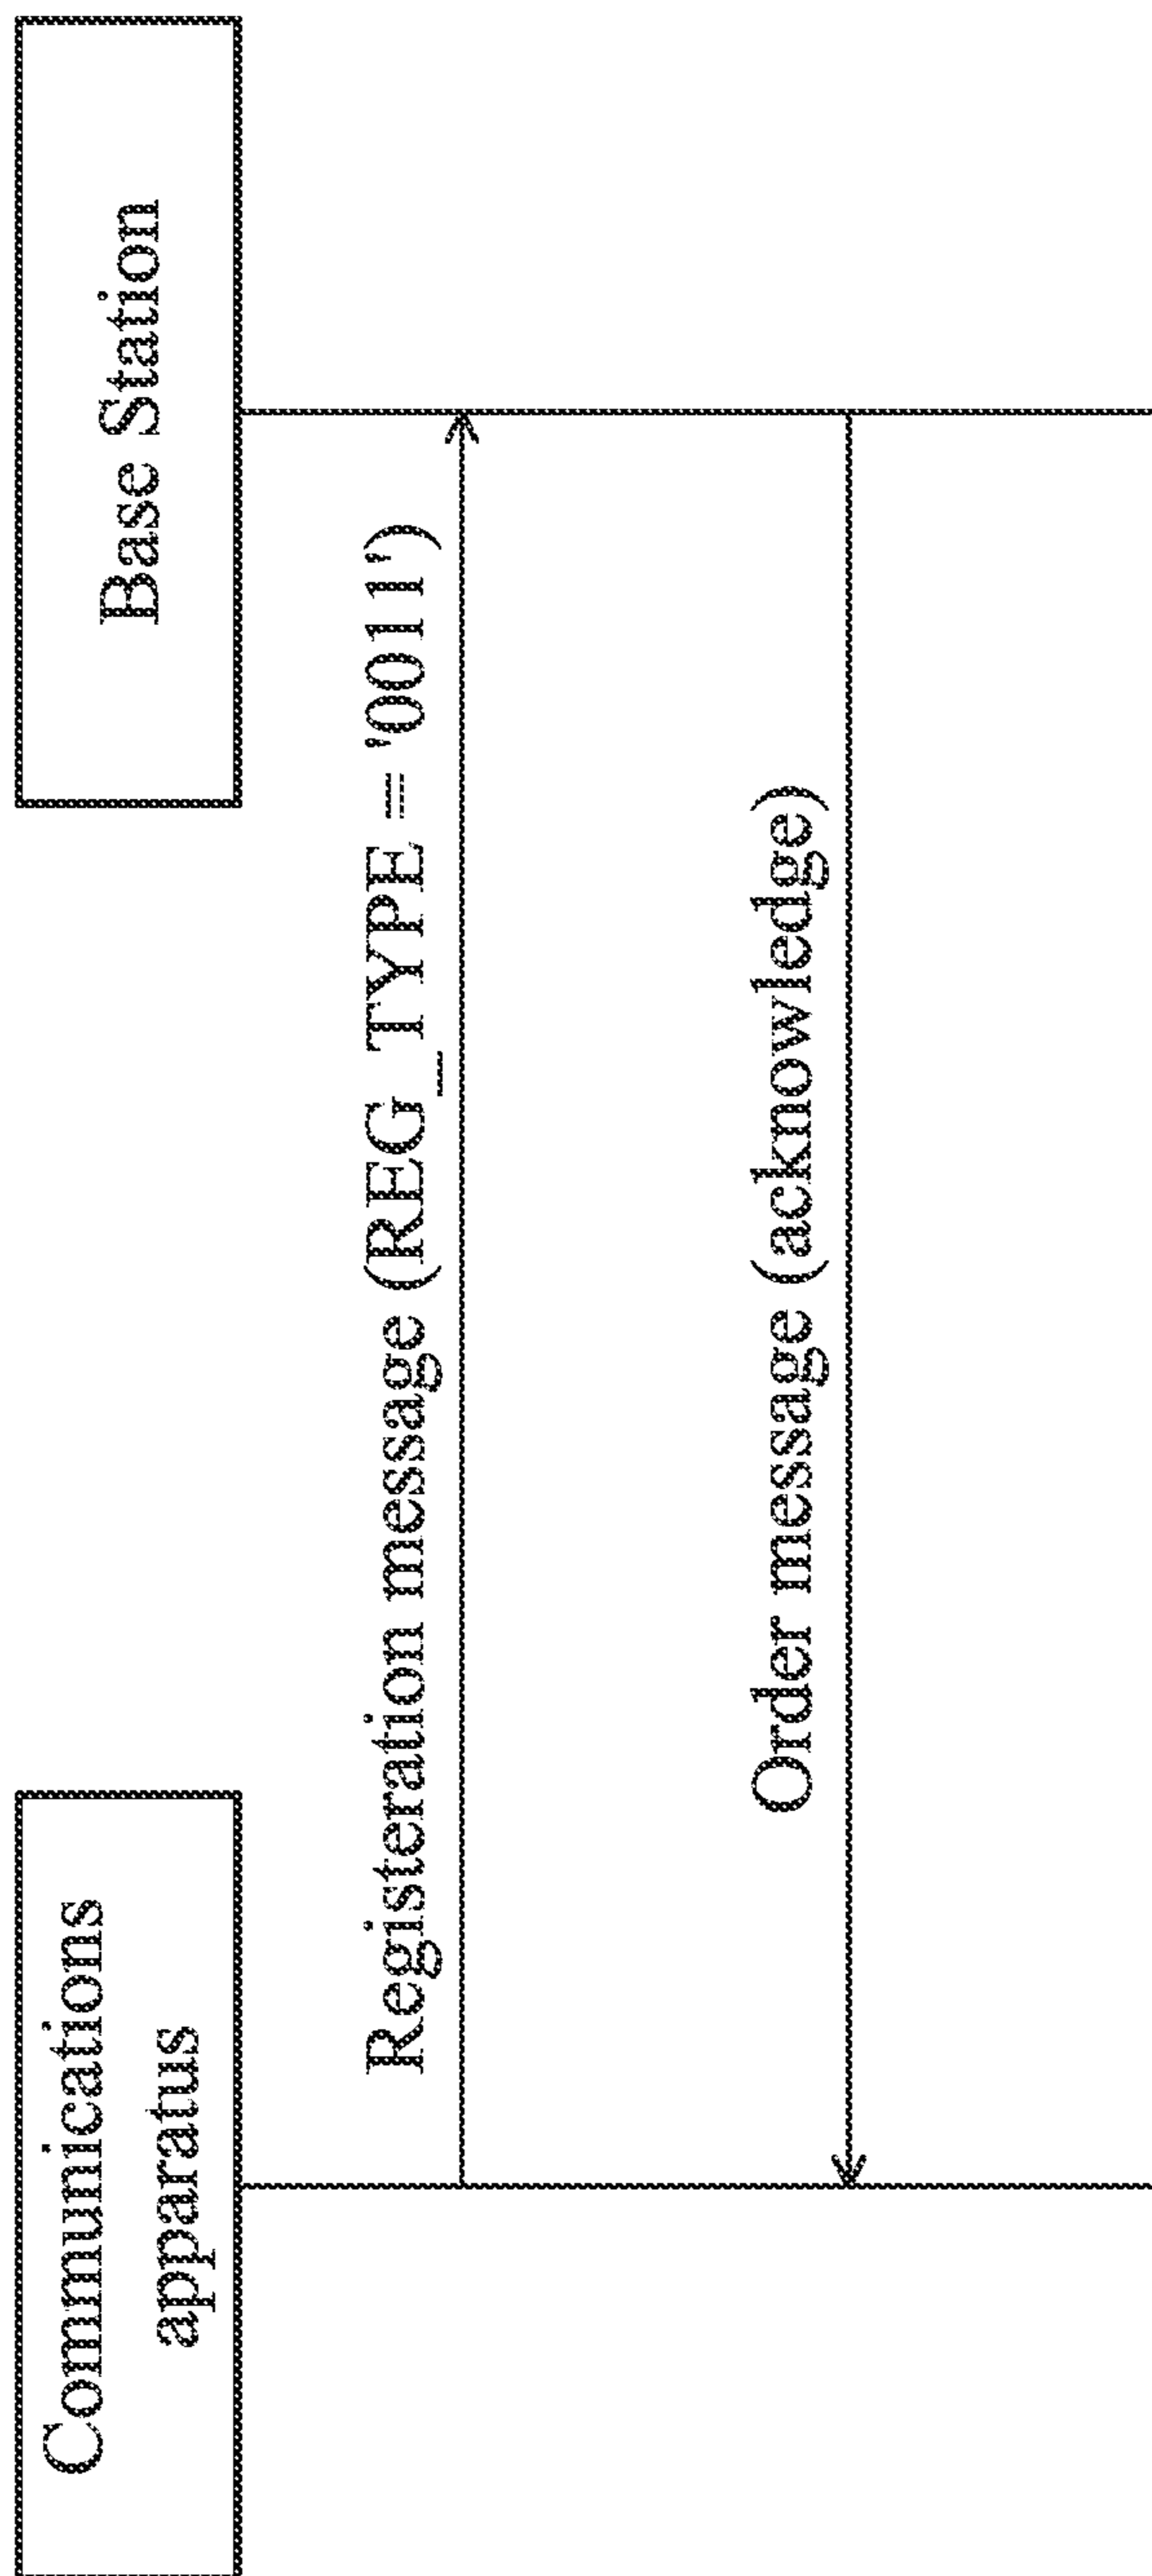 Communications
apparatus
Base Station
Registeration message (REG_TYPE = '0011')
Order message (acknowledge)